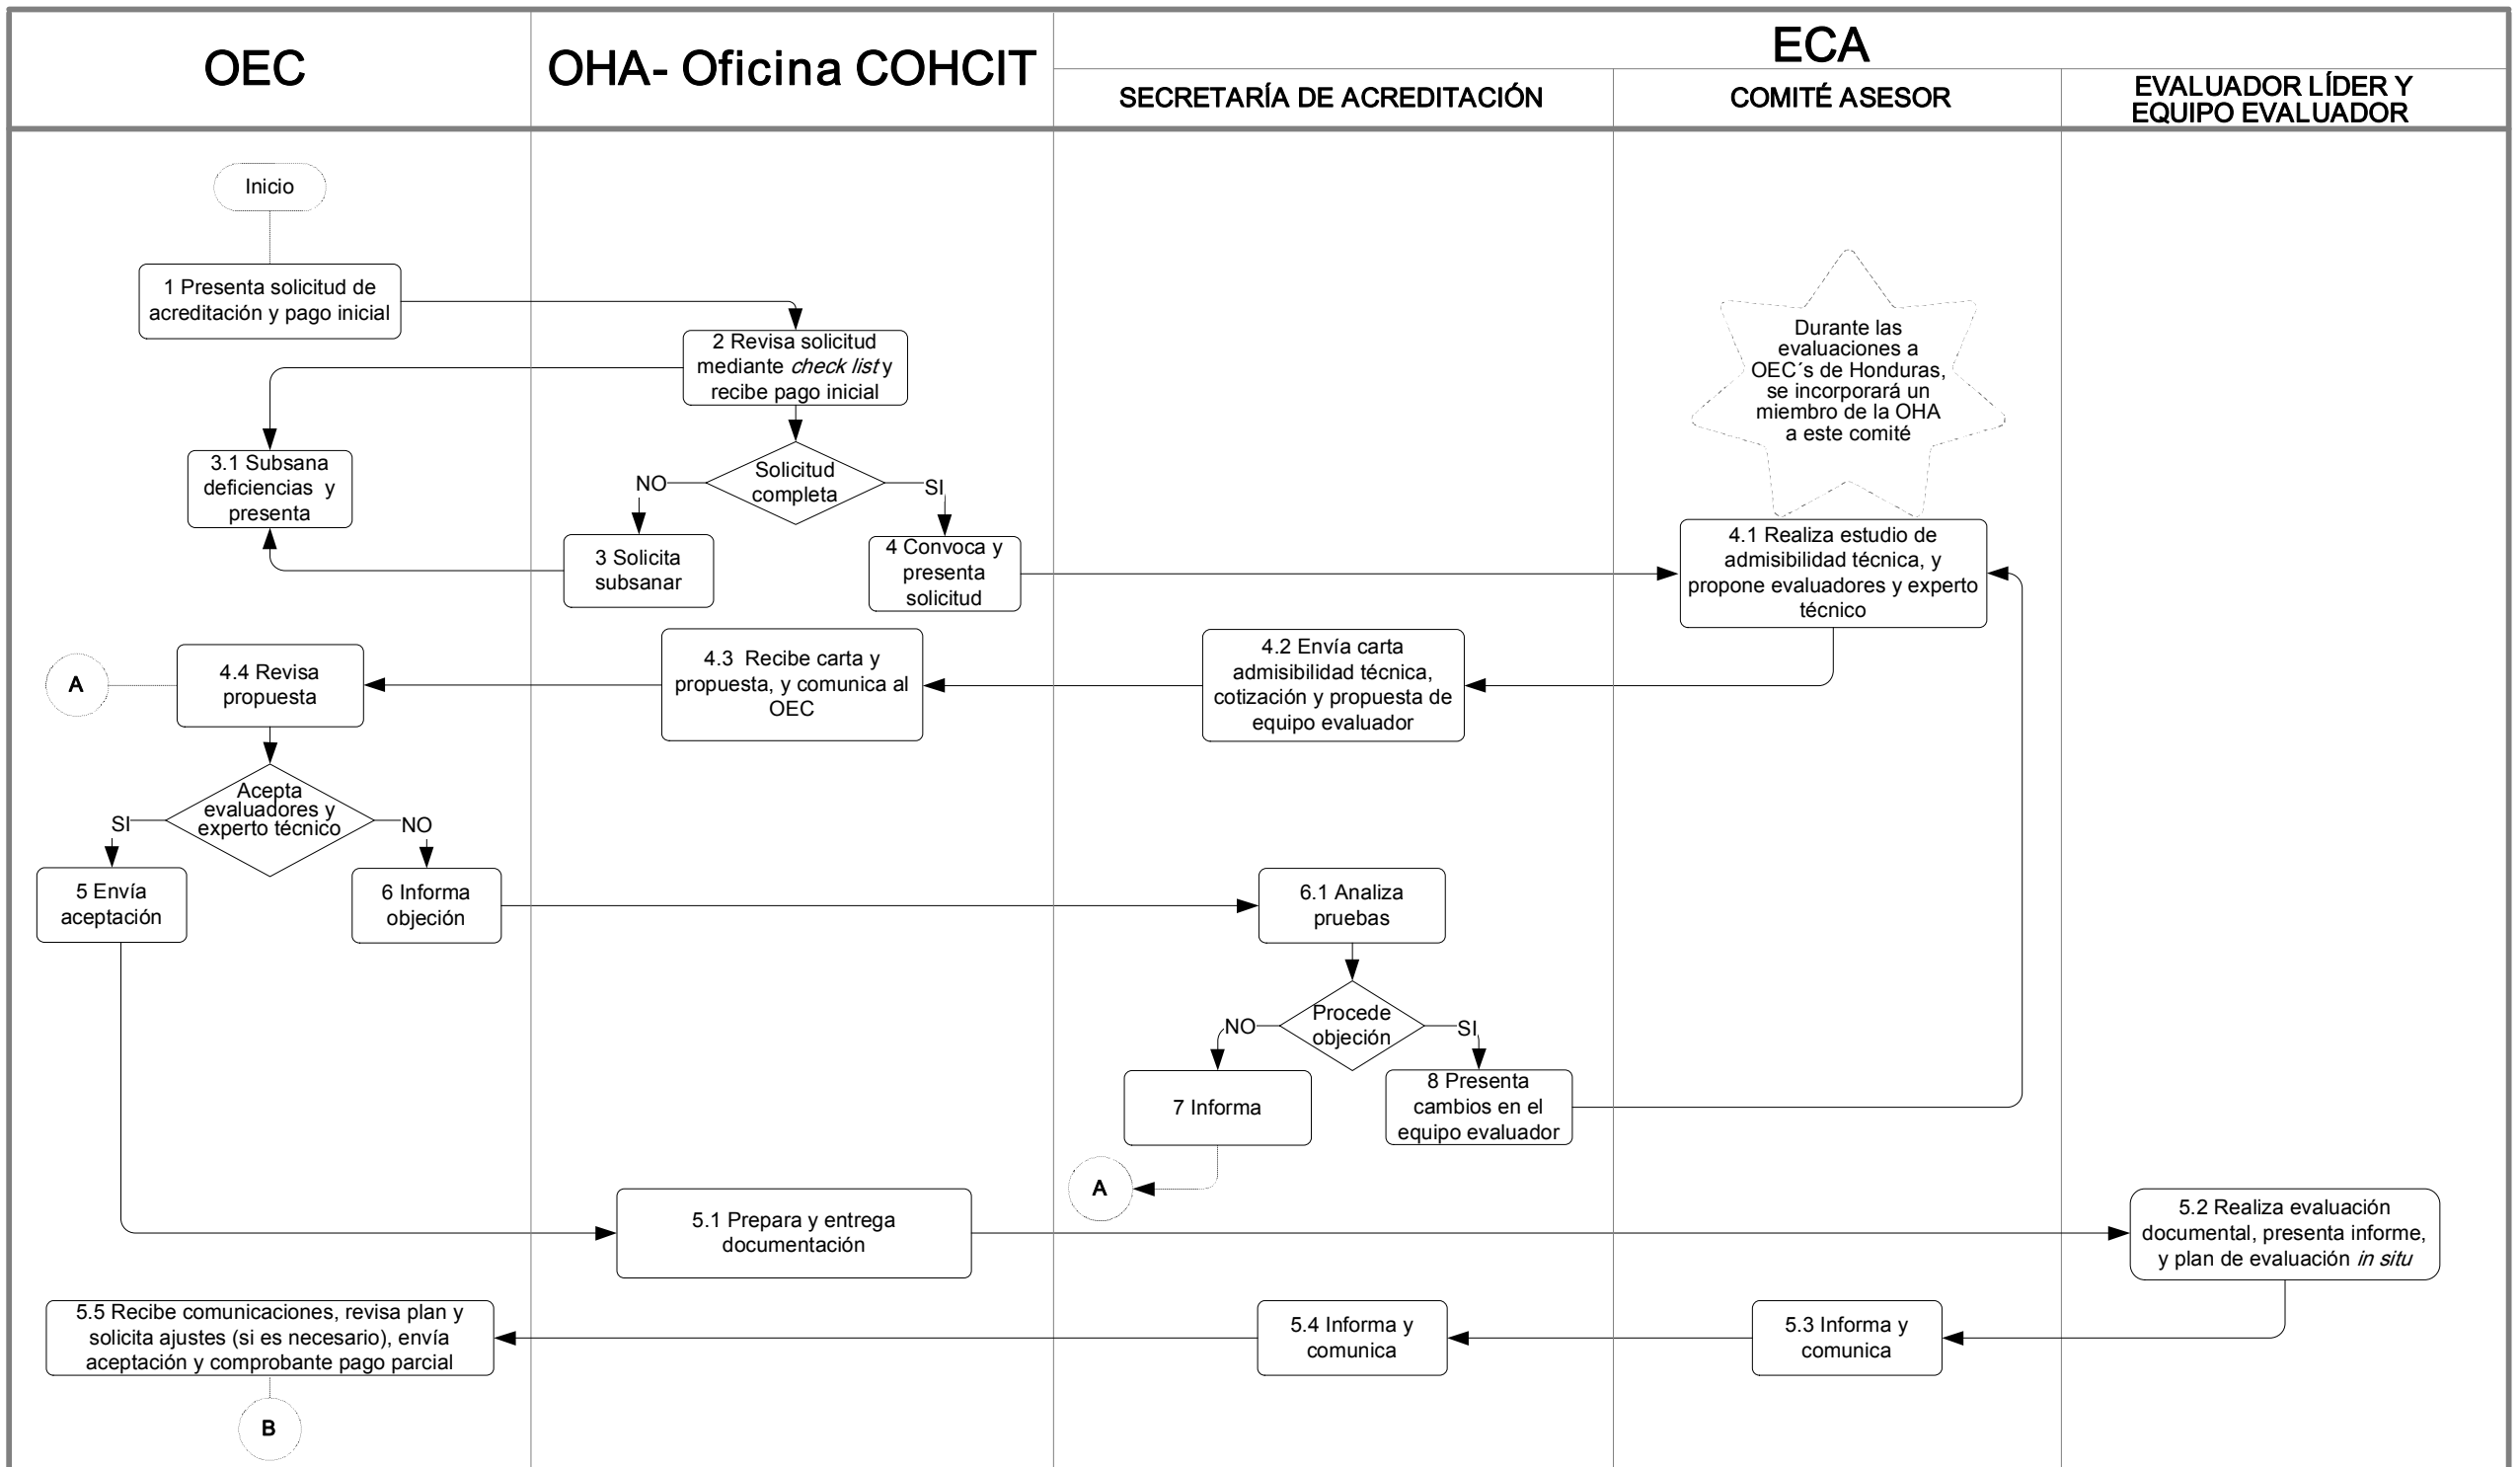 OEC
OHA- Oficina COHCIT
ECA
SECRETARÍA DE ACREDITACIÓN
COMITÉ ASESOR
EVALUADOR LÍDER Y
EQUIPO EVALUADOR
Inicio
1 Presenta solicitud de
acreditación y pago inicial
2 Revisa solicitud
mediante check list y
recibe pago inicial
Durante las
evaluaciones a
OEC´s de Honduras,
se incorporará un
miembro de la OHA
a este comité
3.1 Subsana
deficiencias y
presenta
Solicitud
completa
NO
SI
3 Solicita
subsanar
4 Convoca y
presenta
solicitud
4.1 Realiza estudio de
admisibilidad técnica, y
propone evaluadores y experto
técnico
A
4.4 Revisa
propuesta
4.3 Recibe carta y
propuesta, y comunica al
OEC
4.2 Envía carta
admisibilidad técnica,
cotización y propuesta de
equipo evaluador
Acepta
evaluadores y
experto técnico
SI
NO
5 Envía
aceptación
6 Informa
objeción
6.1 Analiza
pruebas
Procede
objeción
NO
SI
7 Informa
8 Presenta
cambios en el
equipo evaluador
A
5.1 Prepara y entrega
documentación
5.2 Realiza evaluación
documental, presenta informe,
y plan de evaluación in situ
5.5 Recibe comunicaciones, revisa plan y
solicita ajustes (si es necesario), envía
aceptación y comprobante pago parcial
5.4 Informa y
comunica
5.3 Informa y
comunica
B